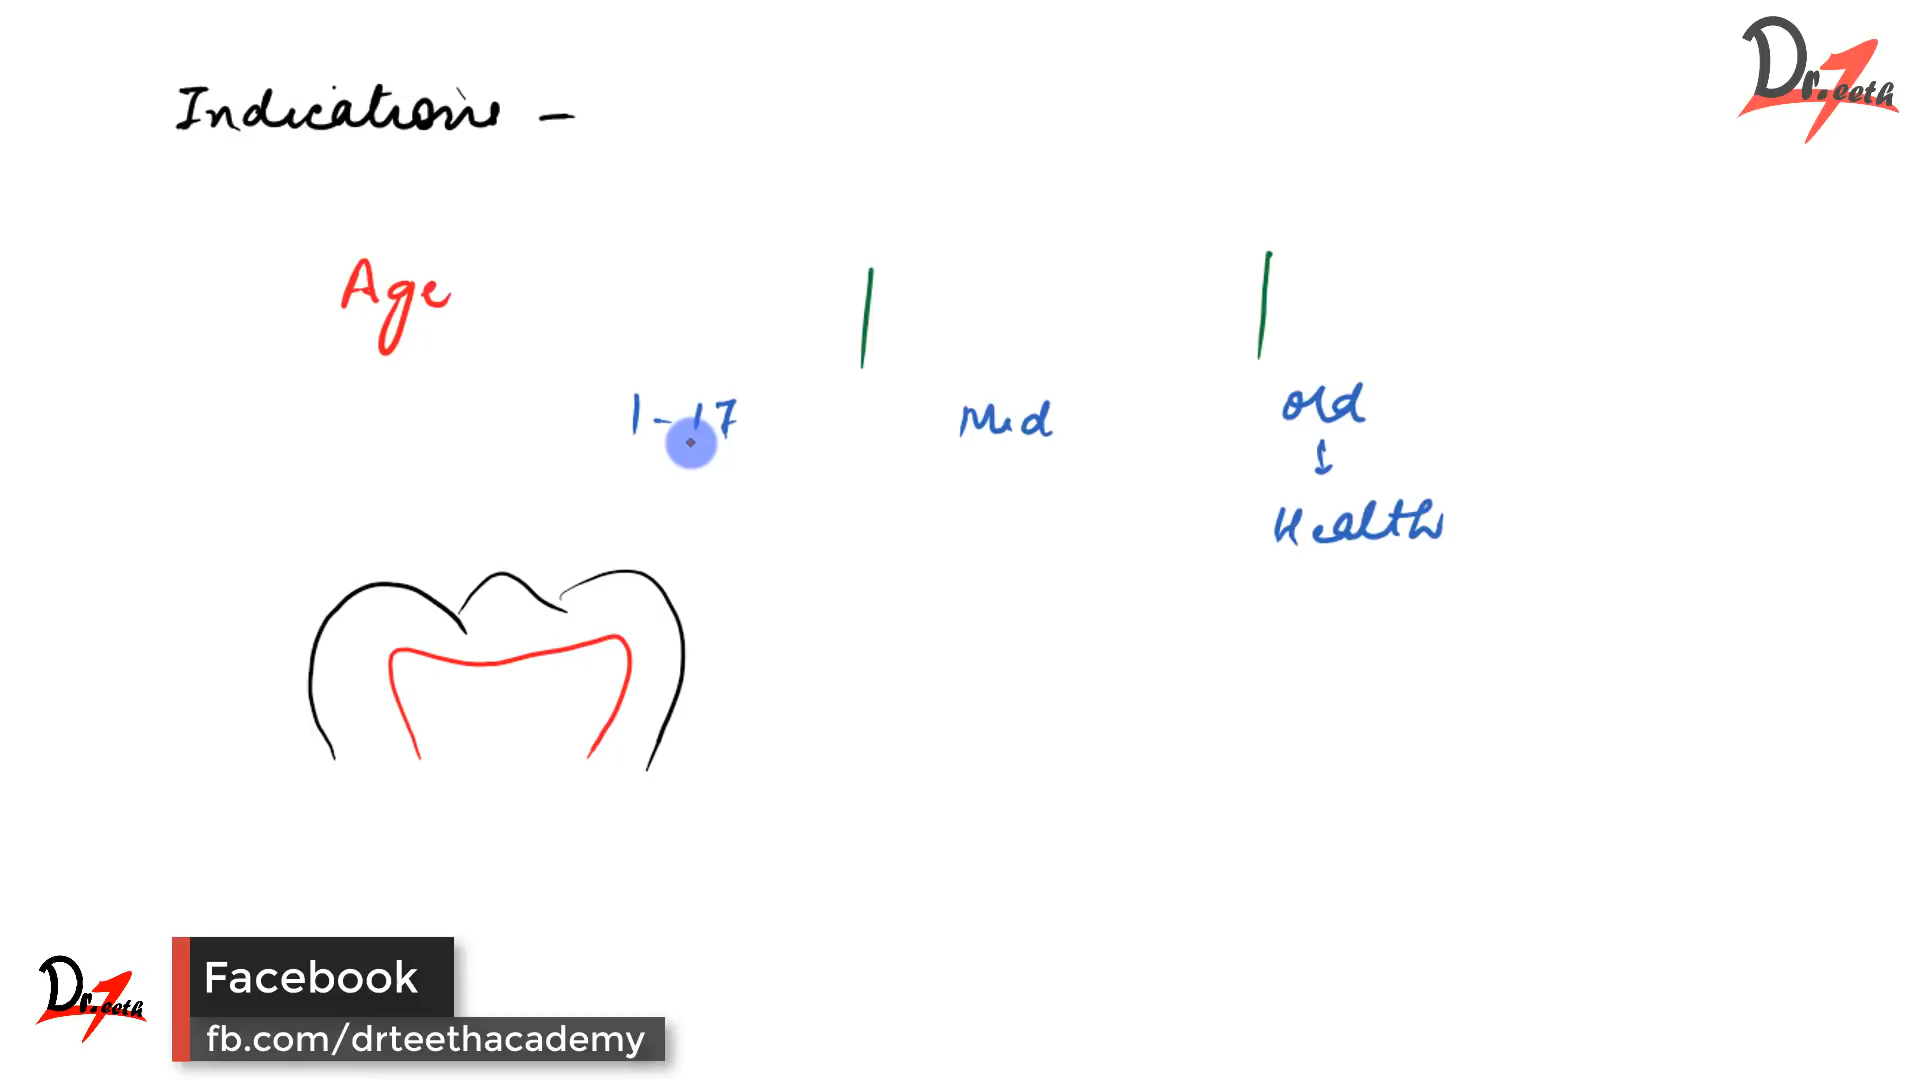 Indications -
Dr. Teeth
Age
1-17 Mid Old
Health
Dr. Teeth
Facebook
fb.com/drteethacademy